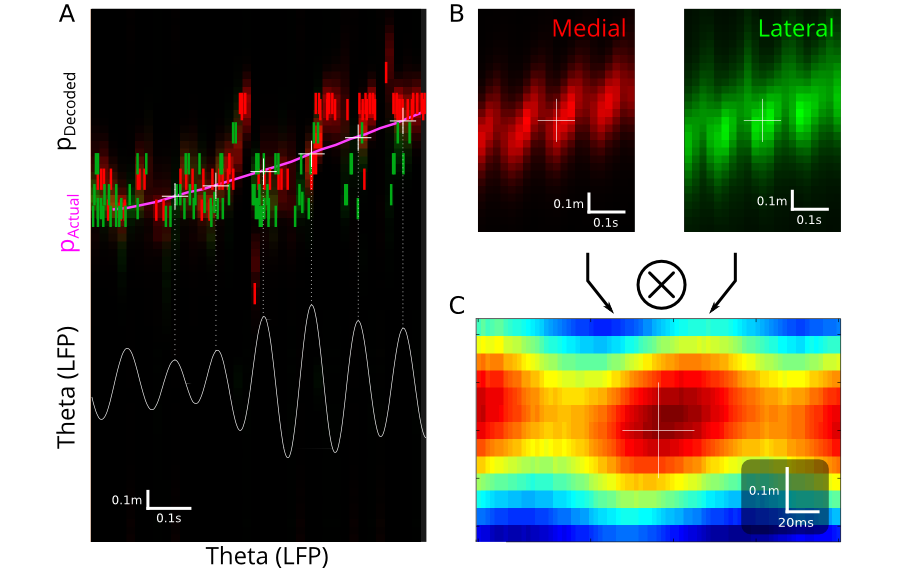 A
pDecoded
pActual
Theta (LFP)
0.1m
0.1s
Theta (LFP)
B
Medial
0.1m
0.1s
Lateral
0.1m
0.1s
C
0.1m
20ms